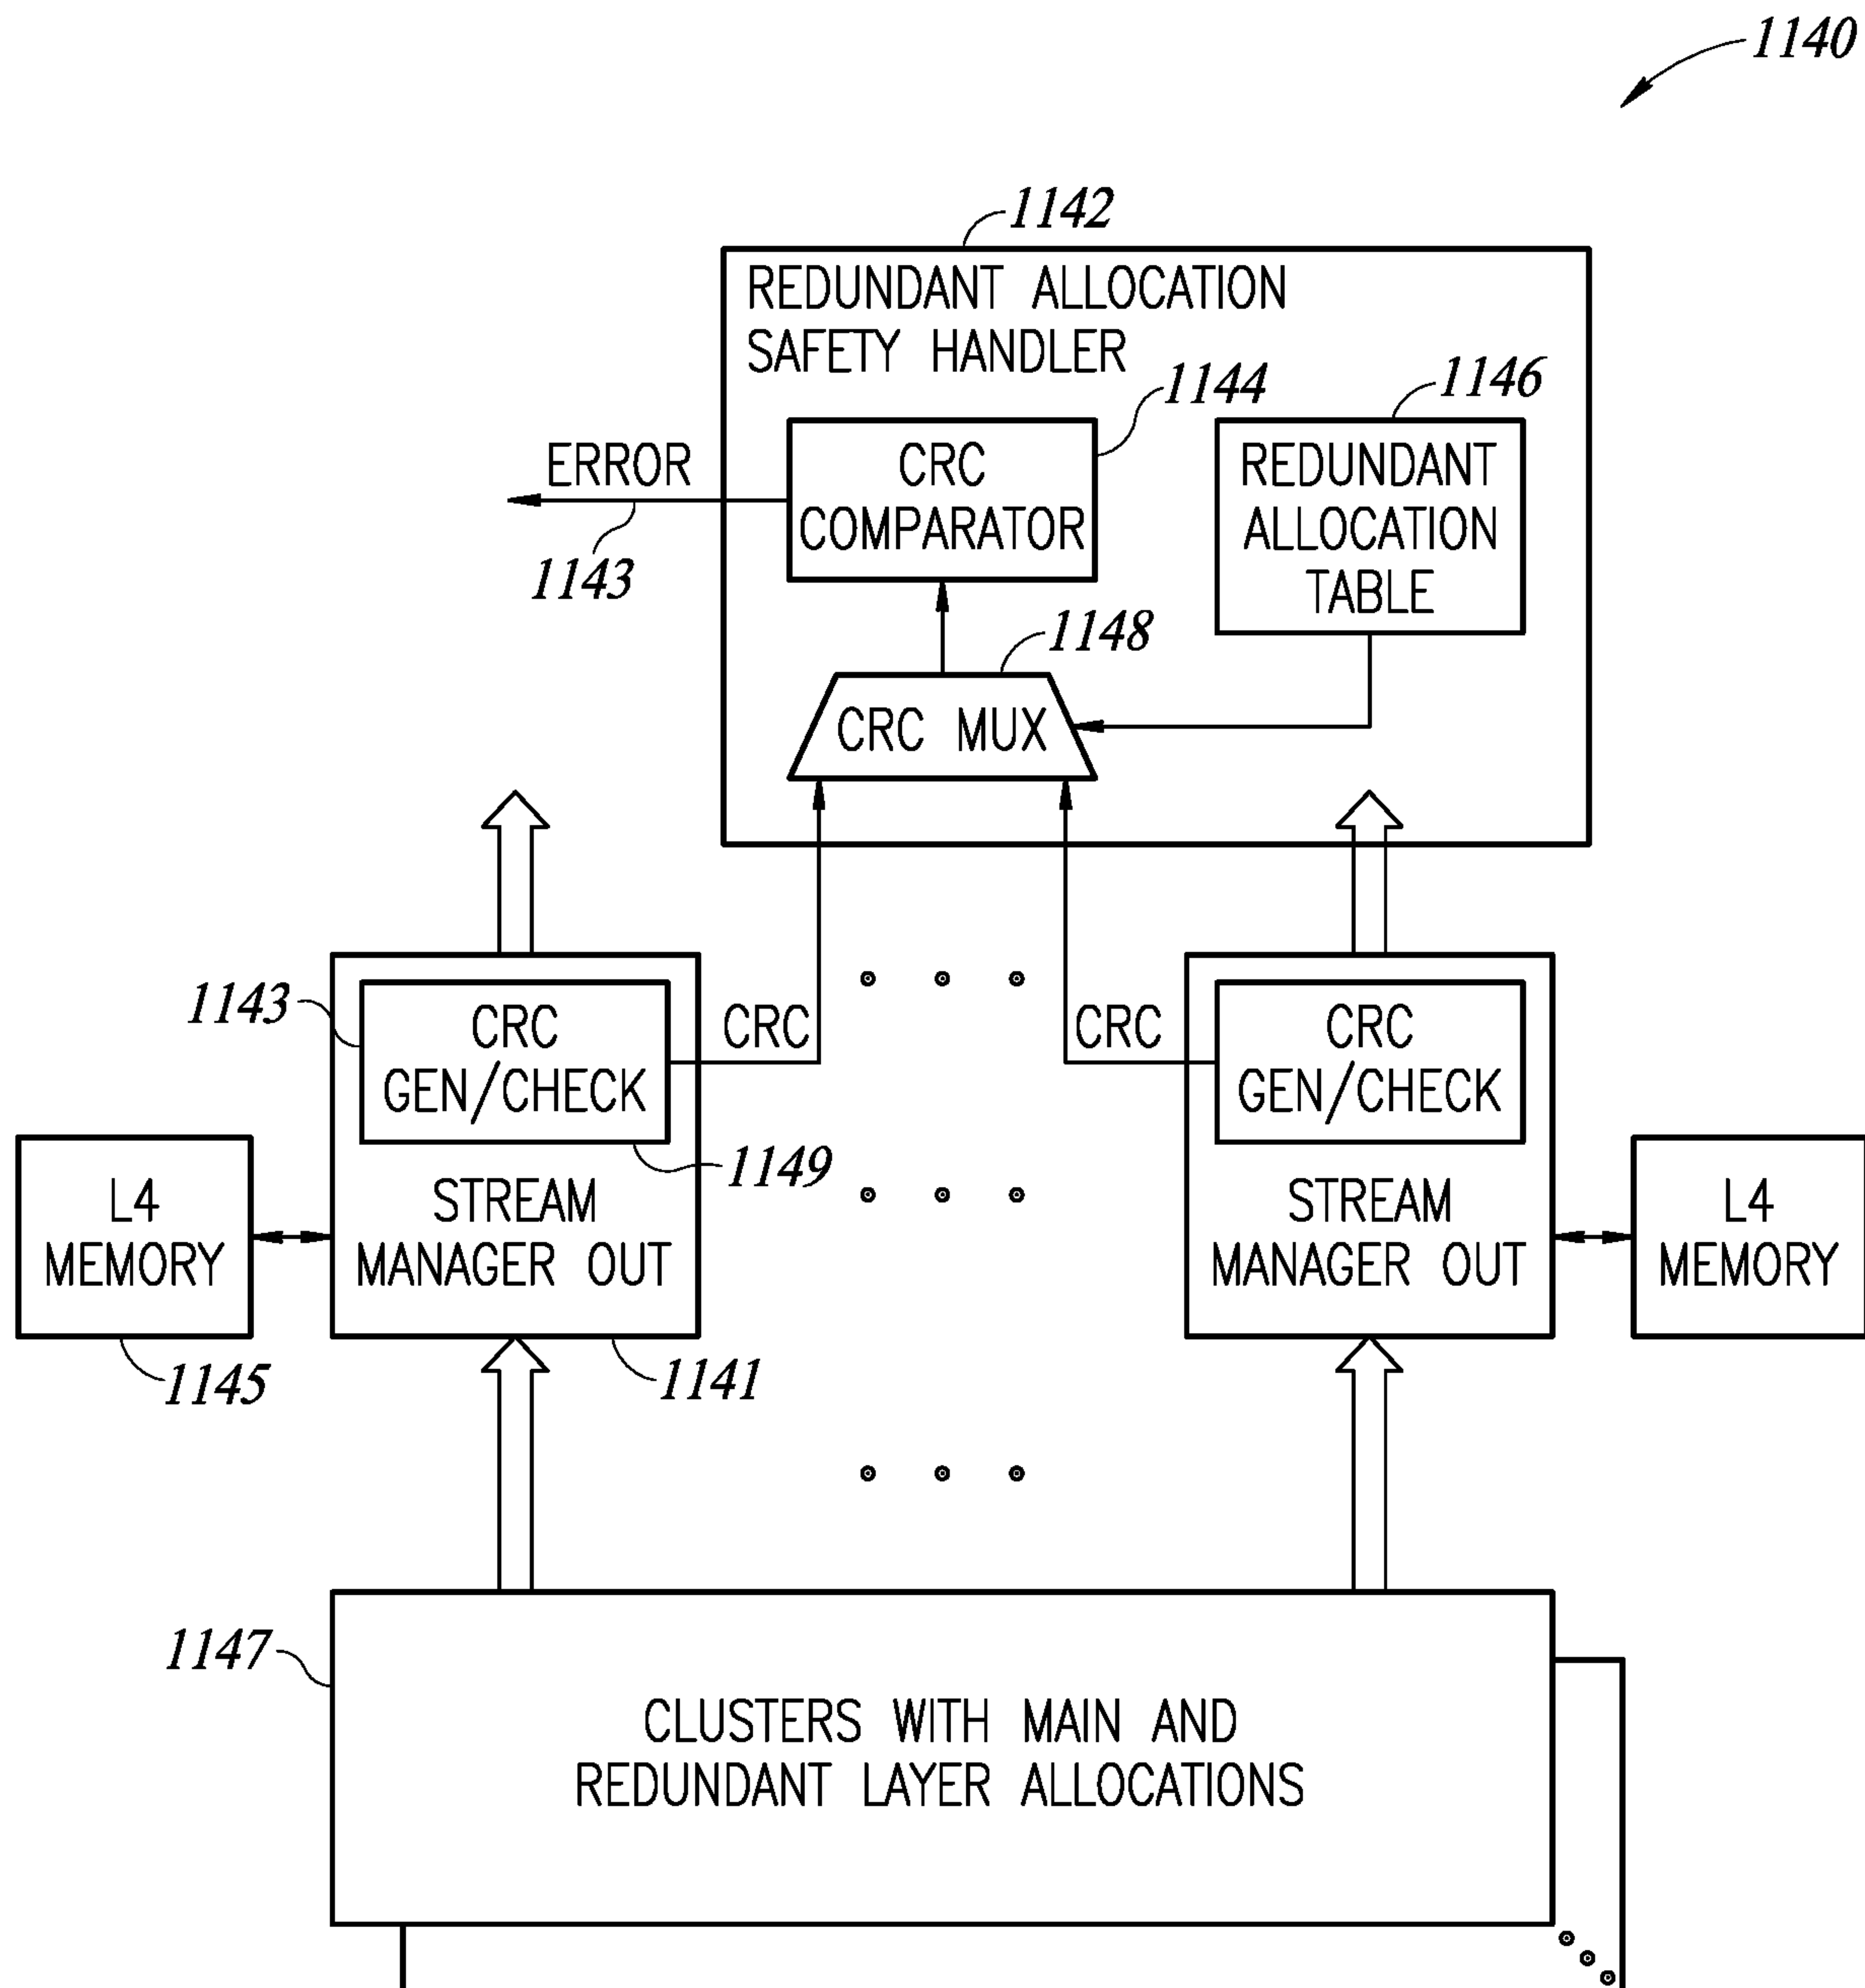 1140
1142
REDUNDANT ALLOCATION
SAFETY HANDLER
1144
1146
ERROR
CRC
COMPARATOR
REDUNDANT
ALLOCATION
TABLE
1143
1148
CRC MUX
1143
CRC
GEN/CHECK
CRC
CRC
CRC
GEN/CHECK
1149
L4
MEMORY
STREAM
MANAGER OUT
STREAM
MANAGER OUT
L4
MEMORY
1145
1141
1147
CLUSTERS WITH MAIN AND
REDUNDANT LAYER ALLOCATIONS